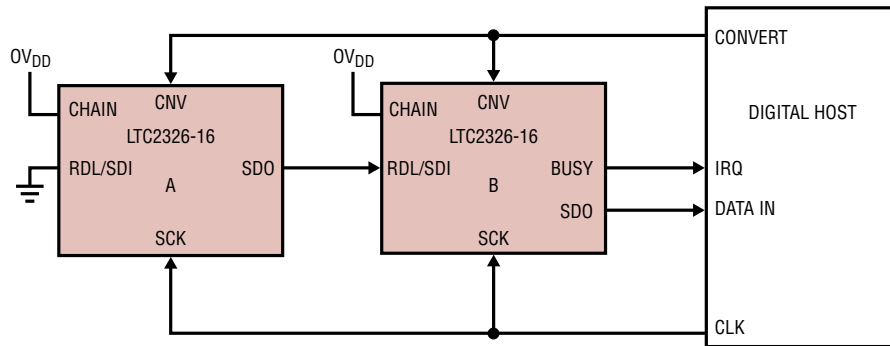 CONVERT
OVDD
OVDD
CHAIN
CNV
CHAIN
CNV
DIGITAL HOST
LTC2326-16
LTC2326-16
RDL/SDI
SDO
RDL/SDI
BUSY
IRQ
A
B
SDO
DATA IN
SCK
SCK
CLK